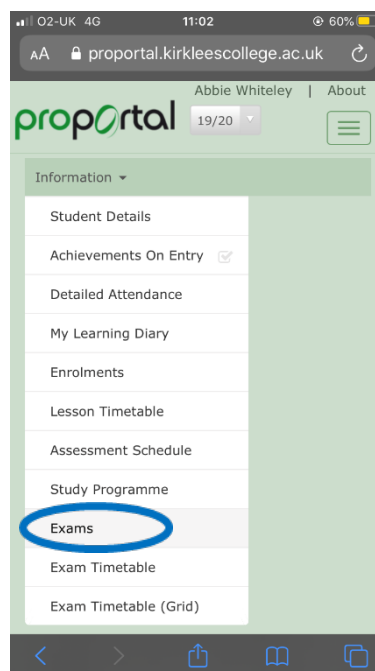 O2-UK 4G 11:02 60%
AA proportal.kirkleescollege.ac.uk
Abbie Whiteley | About
proportal 19/20
Information
Student Details
Achievements On Entry
Detailed Attendance
My Learning Diary
Enrolments
Lesson Timetable
Assessment Schedule
Study Programme
Exams
Exam Timetable
Exam Timetable (Grid)